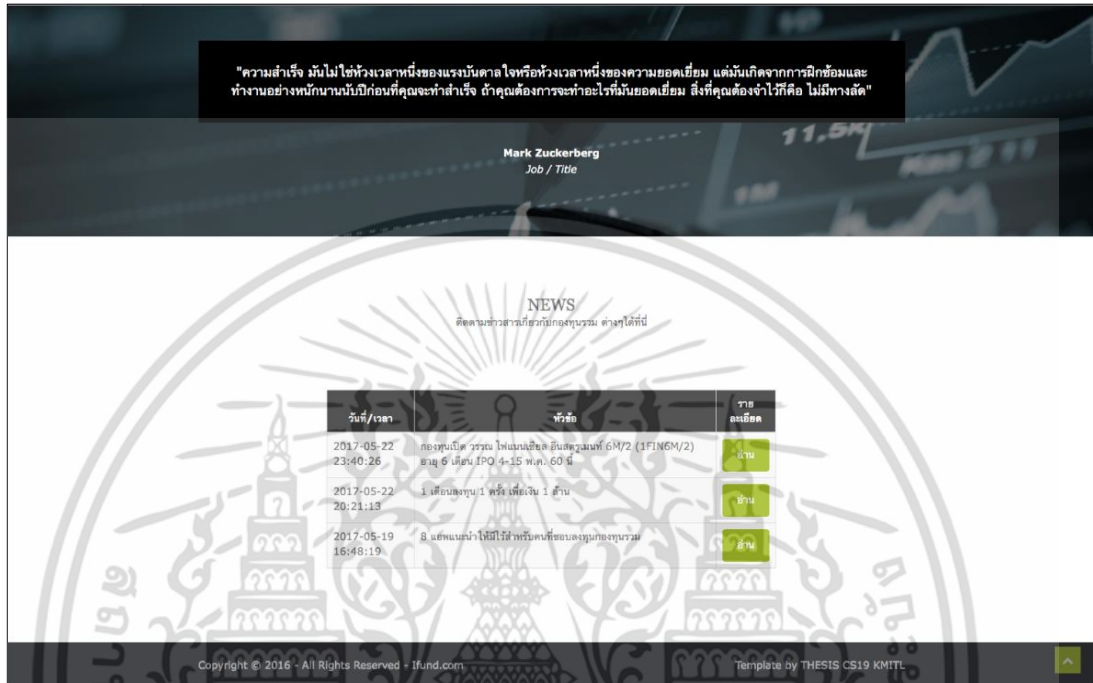 "ความสำเร็จ มันไม่ใช่ห้วงเวลาหนึ่งของแรงบันดาลใจหรือห้วงเวลาหนึ่งของความยอดเยี่ยม แต่มันเกิดจากการฝึกซ้อมและ
ทำงานอย่างหนักนานนับปีก่อนที่คุณจะทำสำเร็จ ถ้าคุณต้องการจะทำอะไรที่มันยอดเยี่ยม สิ่งที่คุณต้องจำไว้ก็คือ ไม่มีทางลัด"
11,5K
Mark Zuckerberg
Job / Title
1M
NEWS
ติดตามข่าวสารเกี่ยวกับกองทุนรวม ต่างๆได้ที่นี่
วันที่/เวลา หัวข้อ ราย
ละเอียด
2017-05-22 กองทุนเปิด วรรณ ไฟแนนเชียล อินสตรูเมนท์ 6M/2 (1FIN6M/2) อ่าน
23:40:26 อายุ 6 เดือน IPO 4-15 พ.ค. 60 นี้
2017-05-22 1 เดือนลงทุน 1 ครั้ง เพื่อเงิน 1 ล้าน อ่าน
20:21:13
2017-05-19 8 แอพแนะนำให้มีไว้สำหรับคนที่ชอบลงทุนกองทุนรวม อ่าน
16:48:19
Copyright © 2016 - All Rights Reserved - Ifund.com Template by THESIS CS19 KMITL